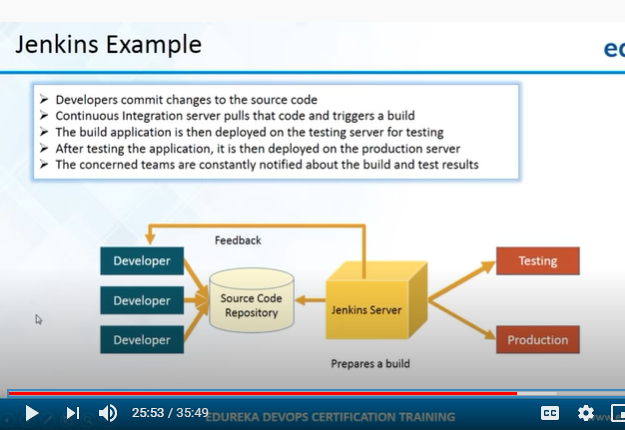 Jenkins Example
Developers commit changes to the source code
Continuous Integration server pulls that code and triggers a build
The build application is then deployed on the testing server for testing
After testing the application, it is then deployed on the production server
The concerned teams are constantly notified about the build and test results
Feedback
Developer
Developer
Developer
Source Code
Repository
Jenkins Server
Prepares a build
Testing
Production
25:53 / 35:49
EDUREKA DEVOPS CERTIFICATION TRAINING
CC